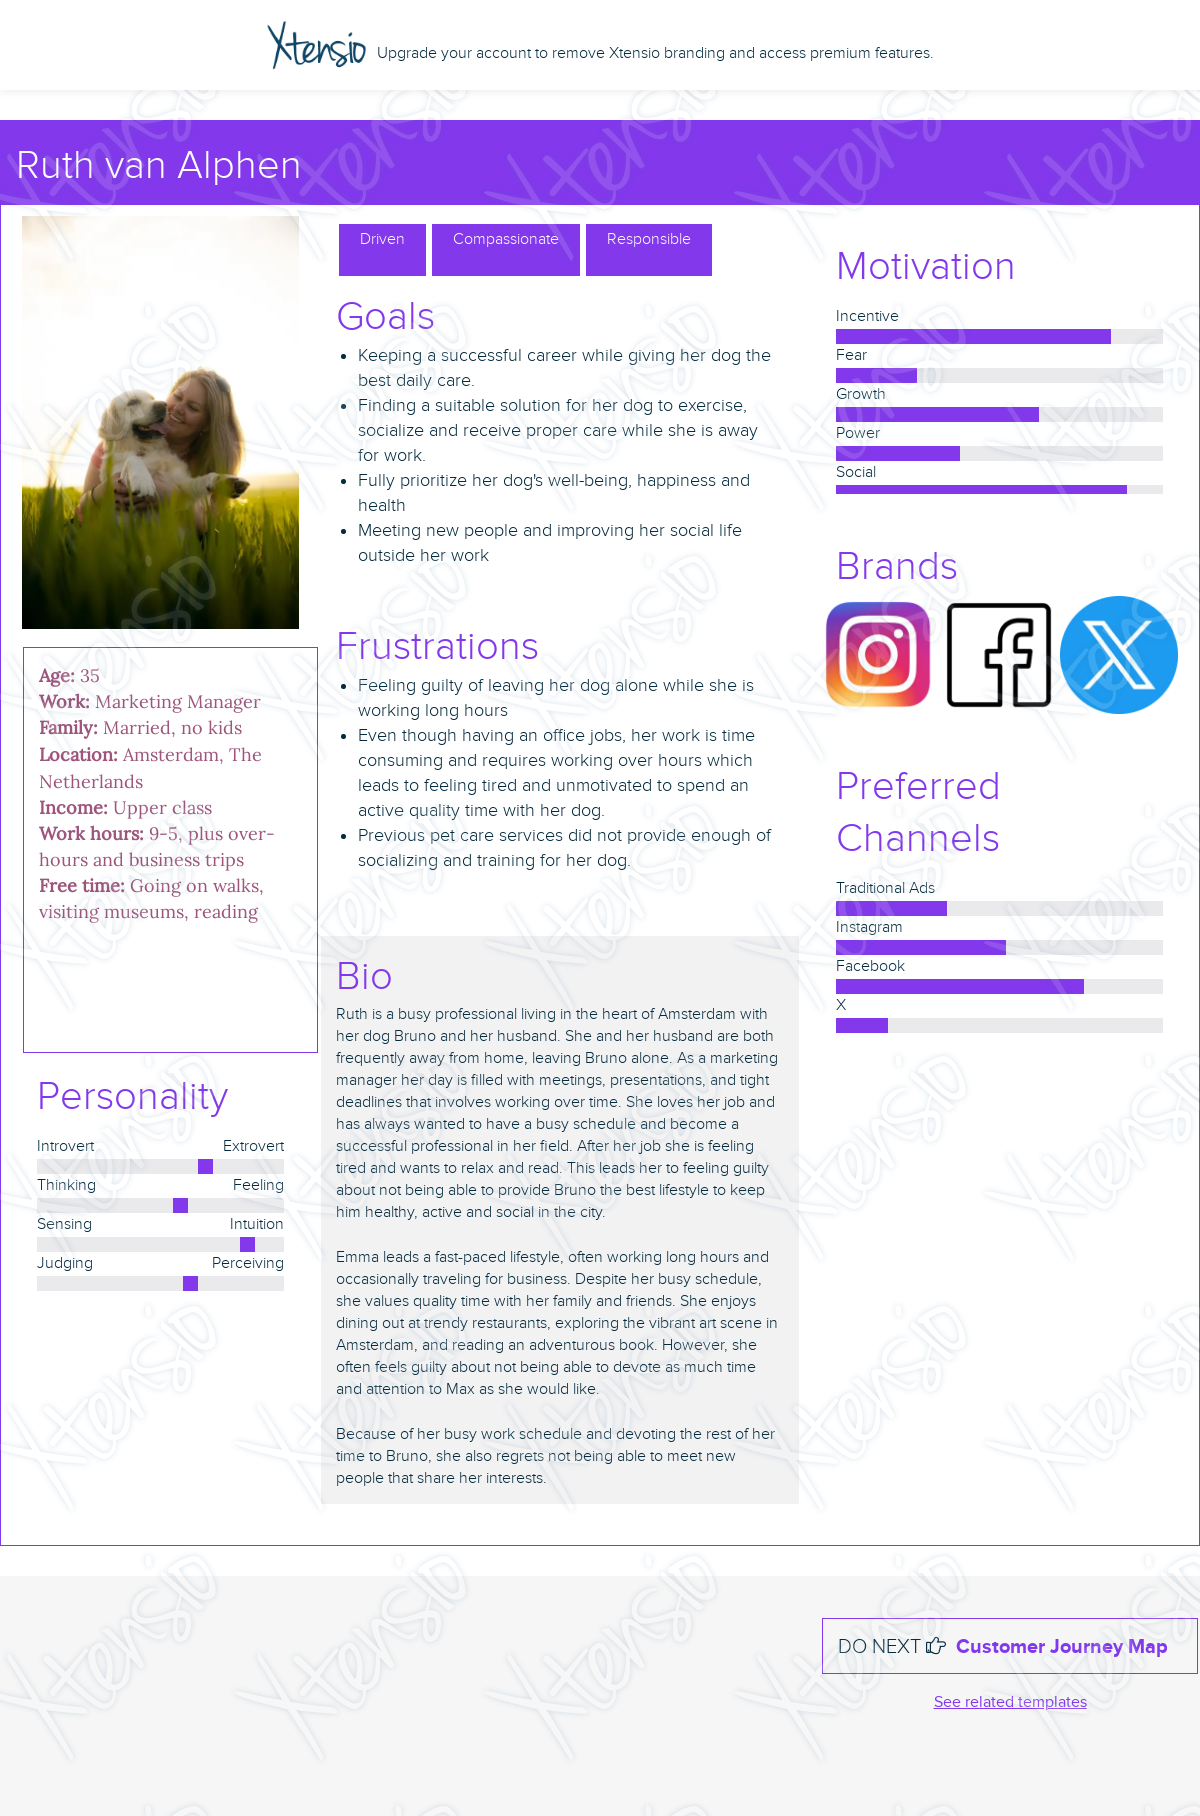 Xtensio Upgrade your account to remove Xtensio branding and access premium features.
Ruth van Alphen
Driven
Compassionate
Responsible
Goals
Keeping a successful career while giving her dog the
best daily care.
Finding a suitable solution for her dog to exercise,
socialize and receive proper care while she is away
for work.
Fully prioritize her dog's well-being, happiness and
health
Meeting new people and improving her social life
outside her work
Frustrations
Feeling guilty of leaving her dog alone while she is
working long hours
Even though having an office jobs, her work is time
consuming and requires working over hours which
leads to feeling tired and unmotivated to spend an
active quality time with her dog.
Previous pet care services did not provide enough of
socializing and training for her dog.
Age: 35
Work: Marketing Manager
Family: Married, no kids
Location: Amsterdam, The
Netherlands
Income: Upper class
Work hours: 9-5, plus over-
hours and business trips
Free time: Going on walks,
visiting museums, reading
Personality
Introvert Extrovert
Thinking Feeling
Sensing Intuition
Judging Perceiving
Bio
Ruth is a busy professional living in the heart of Amsterdam with
her dog Bruno and her husband. She and her husband are both
frequently away from home, leaving Bruno alone. As a marketing
manager her day is filled with meetings, presentations, and tight
deadlines that involves working over time. She loves her job and
has always wanted to have a busy schedule and become a
successful professional in her field. After her job she is feeling
tired and wants to relax and read. This leads her to feeling guilty
about not being able to provide Bruno the best lifestyle to keep
him healthy, active and social in the city.
Emma leads a fast-paced lifestyle, often working long hours and
occasionally traveling for business. Despite her busy schedule,
she values quality time with her family and friends. She enjoys
dining out at trendy restaurants, exploring the vibrant art scene in
Amsterdam, and reading an adventurous book. However, she
often feels guilty about not being able to devote as much time
and attention to Max as she would like.
Because of her busy work schedule and devoting the rest of her
time to Bruno, she also regrets not being able to meet new
people that share her interests.
Motivation
Incentive
Fear
Growth
Power
Social
Brands
Preferred
Channels
Traditional Ads
Instagram
Facebook
X
DO NEXT Customer Journey Map
See related templates